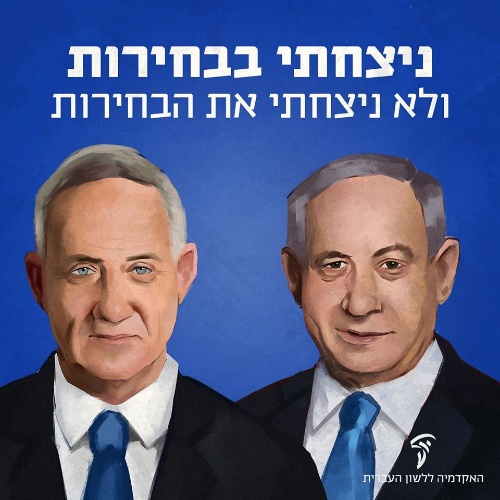 ניצחתי בבחירות
ולא ניצחתי את הבחירות
האקדמיה ללשון העברית